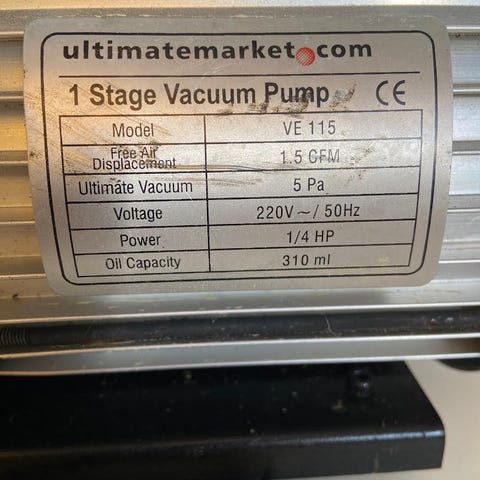 ultimatemarket.com
1 Stage Vacuum Pump CE
Model VE 115
Free Air
Displacement 1.5 CFM
Ultimate Vacuum 5 Pa
Voltage 220V~/ 50Hz
Power 1/4 HP
Oil Capacity 310 ml